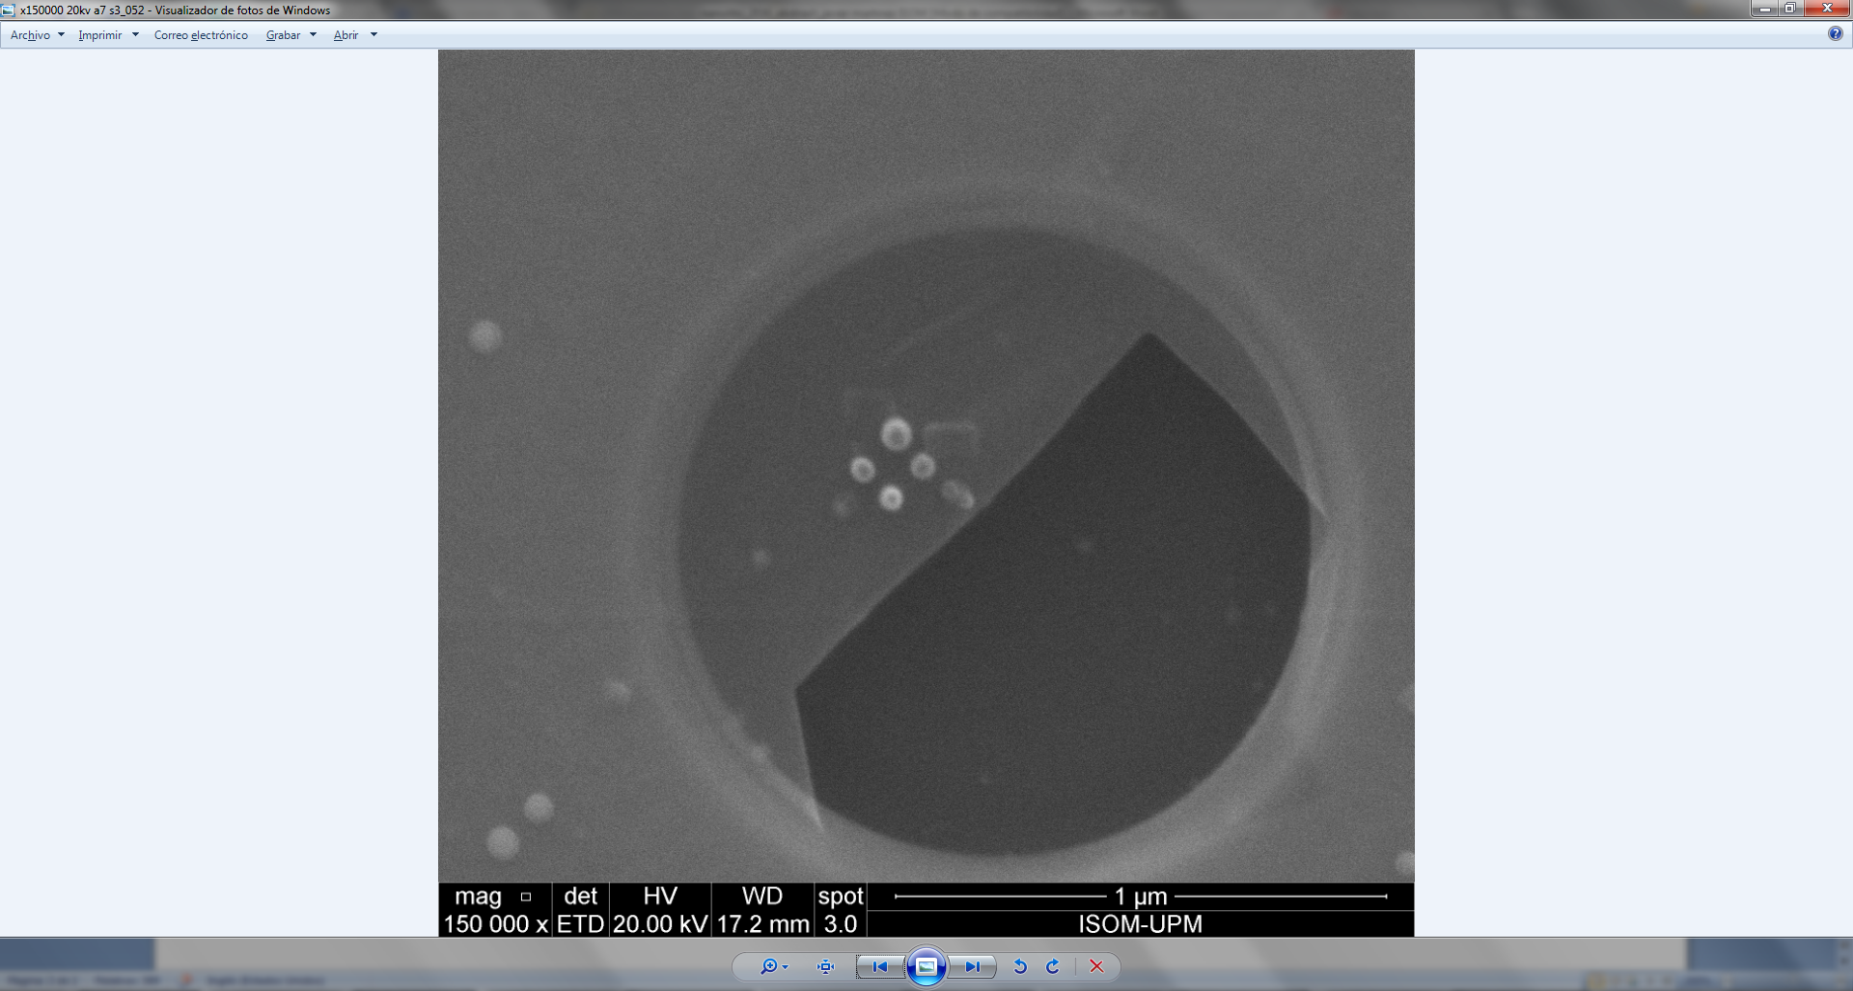 x150000 20kv a7 s3_052 - Visualizador de fotos de Windows
Archivo Imprimir Correo electrónico Grabar Abrir
mag det HV WD spot 1 µm
150 000 x ETD 20.00 kV 17.2 mm 3.0 ISOM-UPM